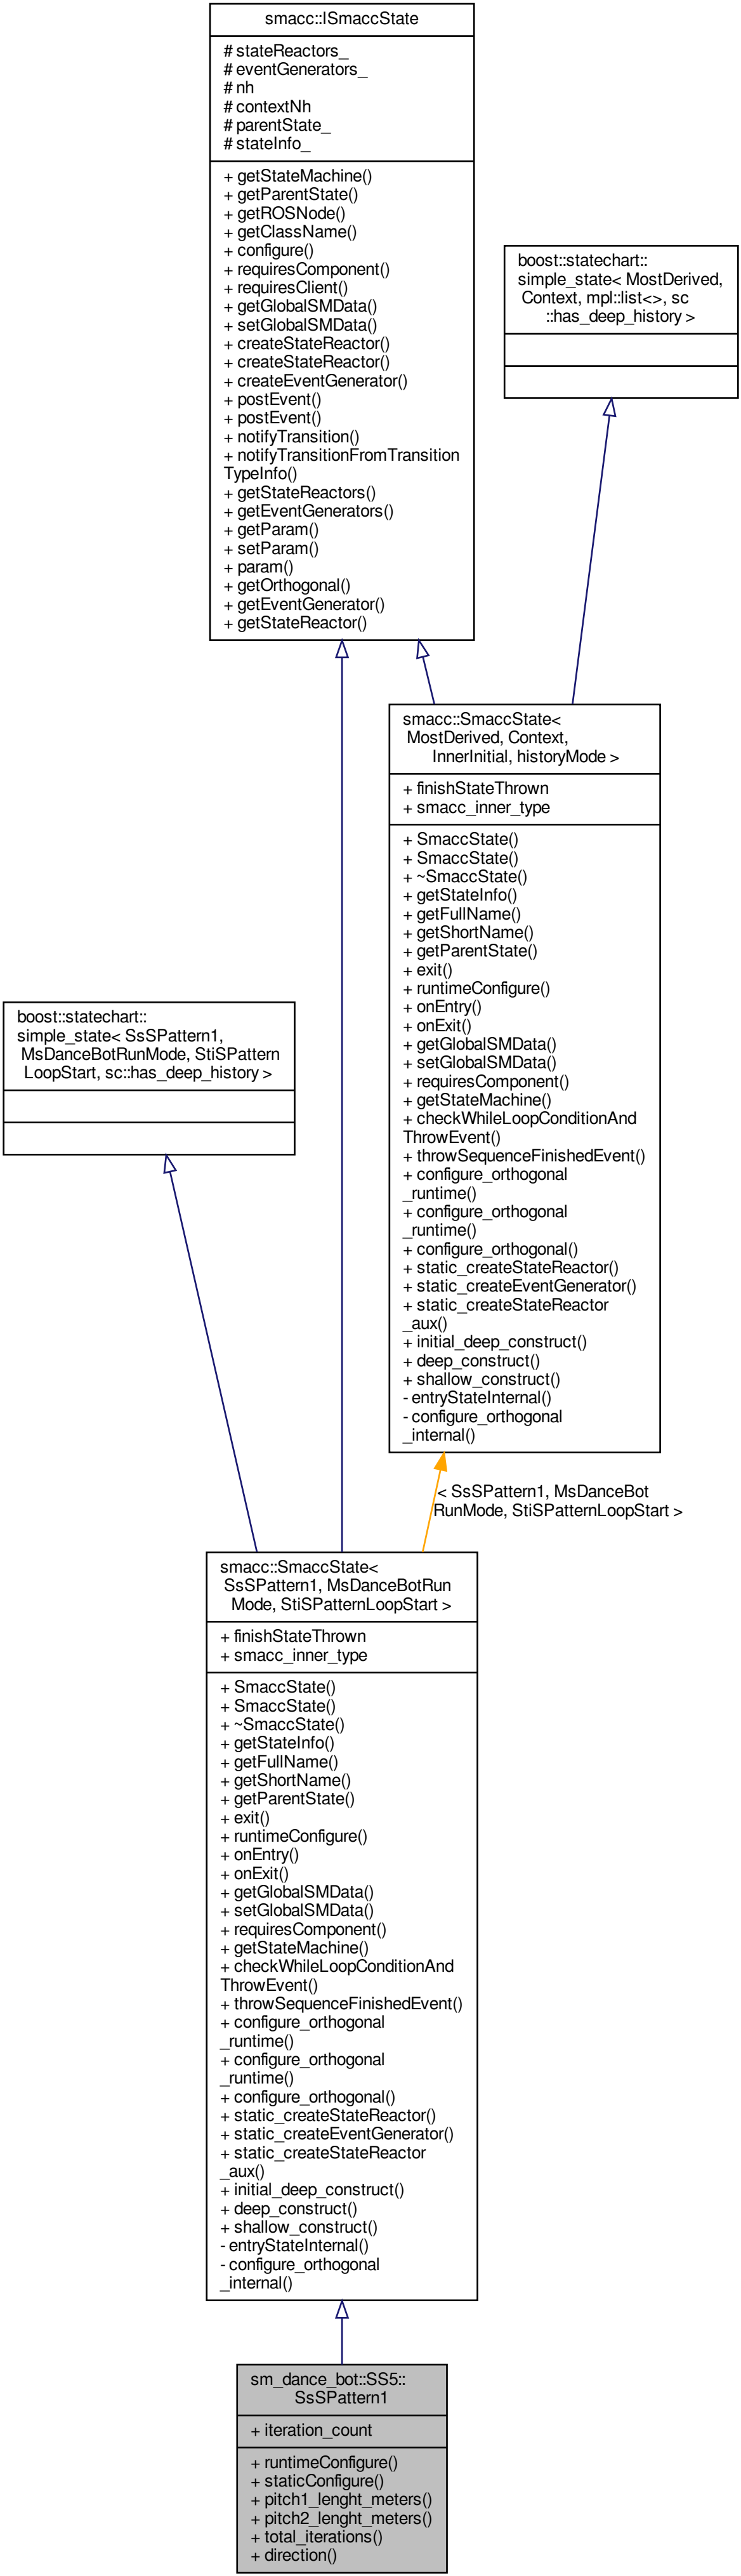 smacc::ISmaccState
# stateReactors_
# eventGenerators_
# nh
# contextNh
# parentState_
# stateInfo_
+ getStateMachine()
+ getParentState()
+ getROSNode()
+ getClassName()
+ configure()
+ requiresComponent()
+ requiresClient()
+ getGlobalSMData()
+ setGlobalSMData()
+ createStateReactor()
+ createStateReactor()
+ createEventGenerator()
+ postEvent()
+ postEvent()
+ notifyTransition()
+ notifyTransitionFromTransition
TypeInfo()
+ getStateReactors()
+ getEventGenerators()
+ getParam()
+ setParam()
+ param()
+ getOrthogonal()
+ getEventGenerator()
+ getStateReactor()
boost::statechart::
simple_state< MostDerived,
Context, mpl::list<>, sc
::has_deep_history >
smacc::SmaccState<
MostDerived, Context,
InnerInitial, historyMode >
+ finishStateThrown
+ smacc_inner_type
+ SmaccState()
+ SmaccState()
+ ~SmaccState()
+ getStateInfo()
+ getFullName()
+ getShortName()
+ getParentState()
+ exit()
+ runtimeConfigure()
+ onEntry()
+ onExit()
+ getGlobalSMData()
+ setGlobalSMData()
+ requiresComponent()
+ getStateMachine()
+ checkWhileLoopConditionAnd
ThrowEvent()
+ throwSequenceFinishedEvent()
+ configure_orthogonal
_runtime()
+ configure_orthogonal
_runtime()
+ configure_orthogonal()
+ static_createStateReactor()
+ static_createEventGenerator()
+ static_createStateReactor
_aux()
+ initial_deep_construct()
+ deep_construct()
+ shallow_construct()
- entryStateInternal()
- configure_orthogonal
_internal()
boost::statechart::
simple_state< SsSPattern1,
MsDanceBotRunMode, StiSPattern
LoopStart, sc::has_deep_history >
< SsSPattern1, MsDanceBot
RunMode, StiSPatternLoopStart >
smacc::SmaccState<
SsSPattern1, MsDanceBotRun
Mode, StiSPatternLoopStart >
+ finishStateThrown
+ smacc_inner_type
+ SmaccState()
+ SmaccState()
+ ~SmaccState()
+ getStateInfo()
+ getFullName()
+ getShortName()
+ getParentState()
+ exit()
+ runtimeConfigure()
+ onEntry()
+ onExit()
+ getGlobalSMData()
+ setGlobalSMData()
+ requiresComponent()
+ getStateMachine()
+ checkWhileLoopConditionAnd
ThrowEvent()
+ throwSequenceFinishedEvent()
+ configure_orthogonal
_runtime()
+ configure_orthogonal
_runtime()
+ configure_orthogonal()
+ static_createStateReactor()
+ static_createEventGenerator()
+ static_createStateReactor
_aux()
+ initial_deep_construct()
+ deep_construct()
+ shallow_construct()
- entryStateInternal()
- configure_orthogonal
_internal()
sm_dance_bot::SS5::
SsSPattern1
+ iteration_count
+ runtimeConfigure()
+ staticConfigure()
+ pitch1_lenght_meters()
+ pitch2_lenght_meters()
+ total_iterations()
+ direction()